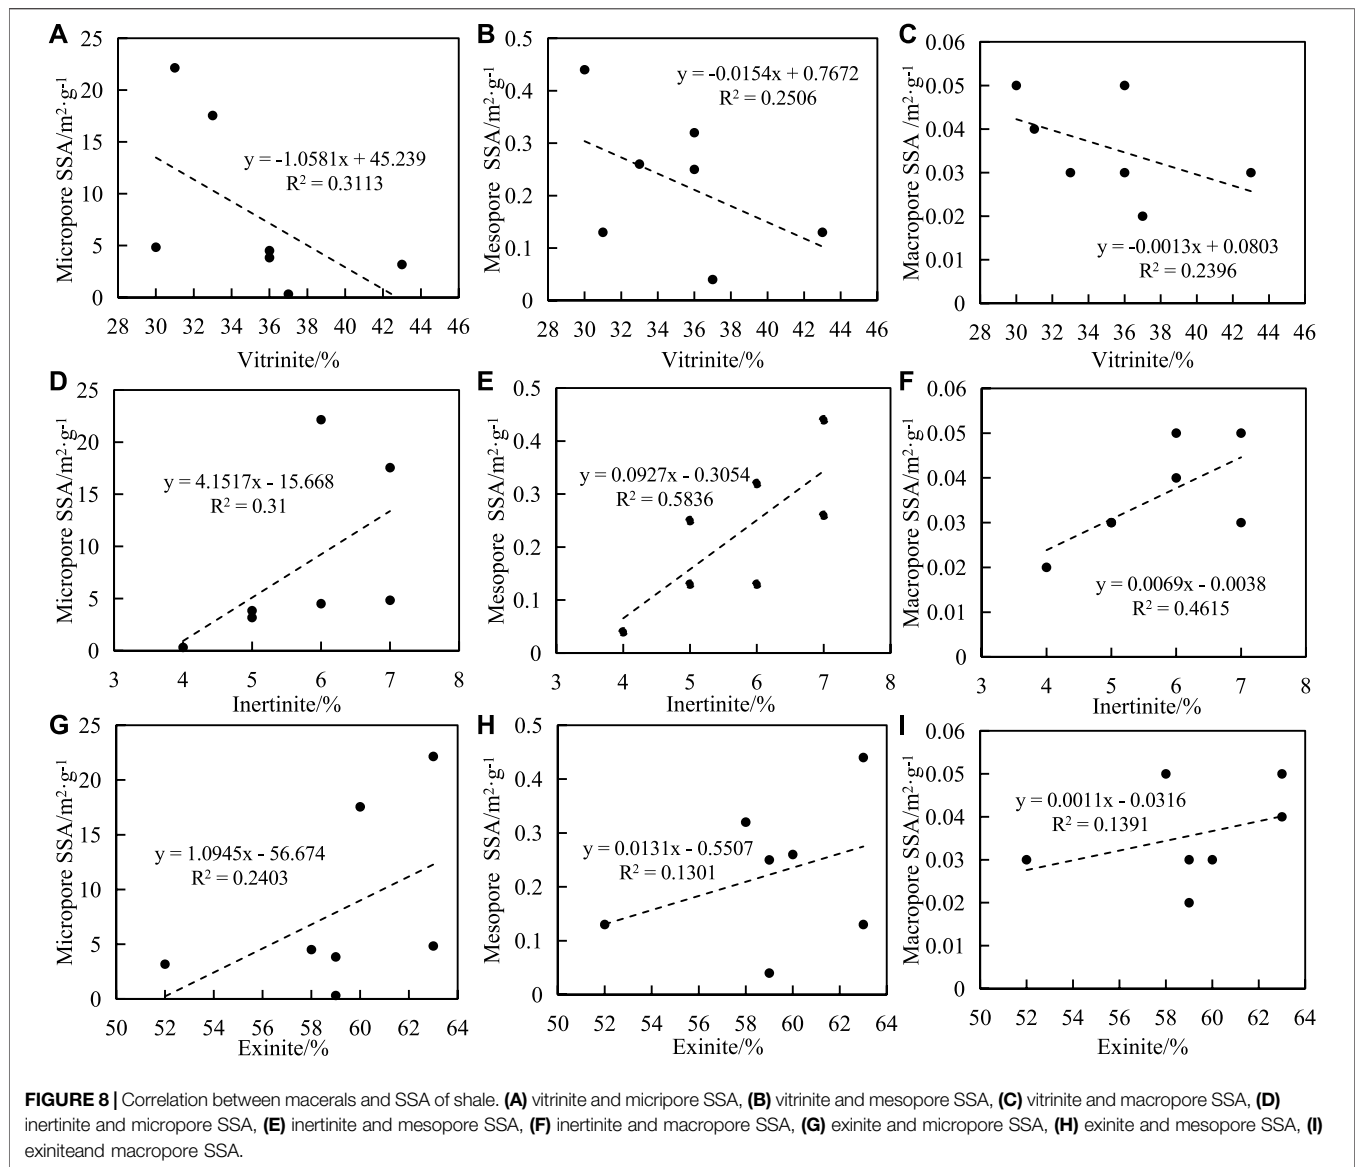 A
Micropore SSA/m²·g⁻¹
25
20
15
10
5
0
y = -1.0581x + 45.239
R² = 0.3113
28 30 32 34 36 38 40 42 44 46
Vitrinite/%
B
Mesopore SSA/m²·g⁻¹
0.5
0.4
0.3
0.2
0.1
0
y = -0.0154x + 0.7672
R² = 0.2506
28 30 32 34 36 38 40 42 44 46
Vitrinite/%
C
Macropore SSA /m²·g⁻¹
0.06
0.05
0.04
0.03
0.02
0.01
0
y = -0.0013x + 0.0803
R² = 0.2396
28 30 32 34 36 38 40 42 44 46
Vitrinite/%
D
Micropore SSA/m²·g⁻¹
25
20
15
10
5
0
y = 4.1517x - 15.668
R² = 0.31
3 4 5 6 7 8
Inertinite/%
E
Mesopore SSA/m²·g⁻¹
0.5
0.4
0.3
0.2
0.1
0
y = 0.0927x - 0.3054
R² = 0.5836
3 4 5 6 7 8
Inertinite/%
F
Macropore SSA/m²·g⁻¹
0.06
0.05
0.04
0.03
0.02
0.01
0
y = 0.0069x - 0.0038
R² = 0.4615
3 4 5 6 7 8
Inertinite/%
G
Micropore SSA/m²·g⁻¹
25
20
15
10
5
0
y = 1.0945x - 56.674
R² = 0.2403
50 52 54 56 58 60 62 64
Exinite/%
H
Mesopore SSA/m²·g⁻¹
0.5
0.4
0.3
0.2
0.1
0
y = 0.0131x - 0.5507
R² = 0.1301
50 52 54 56 58 60 62 64
Exinite/%
I
Macropore SSA/m²·g⁻¹
0.06
0.05
0.04
0.03
0.02
0.01
0
y = 0.0011x - 0.0316
R² = 0.1391
50 52 54 56 58 60 62 64
Exinite/%
FIGURE 8 | Correlation between macerals and SSA of shale. (A) vitrinite and micripore SSA, (B) vitrinite and mesopore SSA, (C) vitrinite and macropore SSA, (D)
inertinite and micropore SSA, (E) inertinite and mesopore SSA, (F) inertinite and macropore SSA, (G) exinite and micropore SSA, (H) exinite and mesopore SSA, (I)
exiniteand macropore SSA.